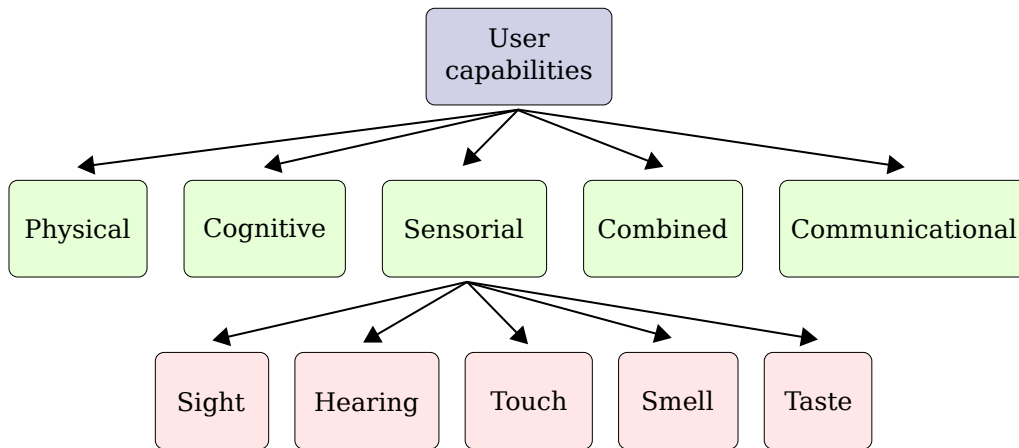 User
capabilities
Physical
Cognitive
Sensorial
Combined
Communicational
Sight
Hearing
Touch
Smell
Taste